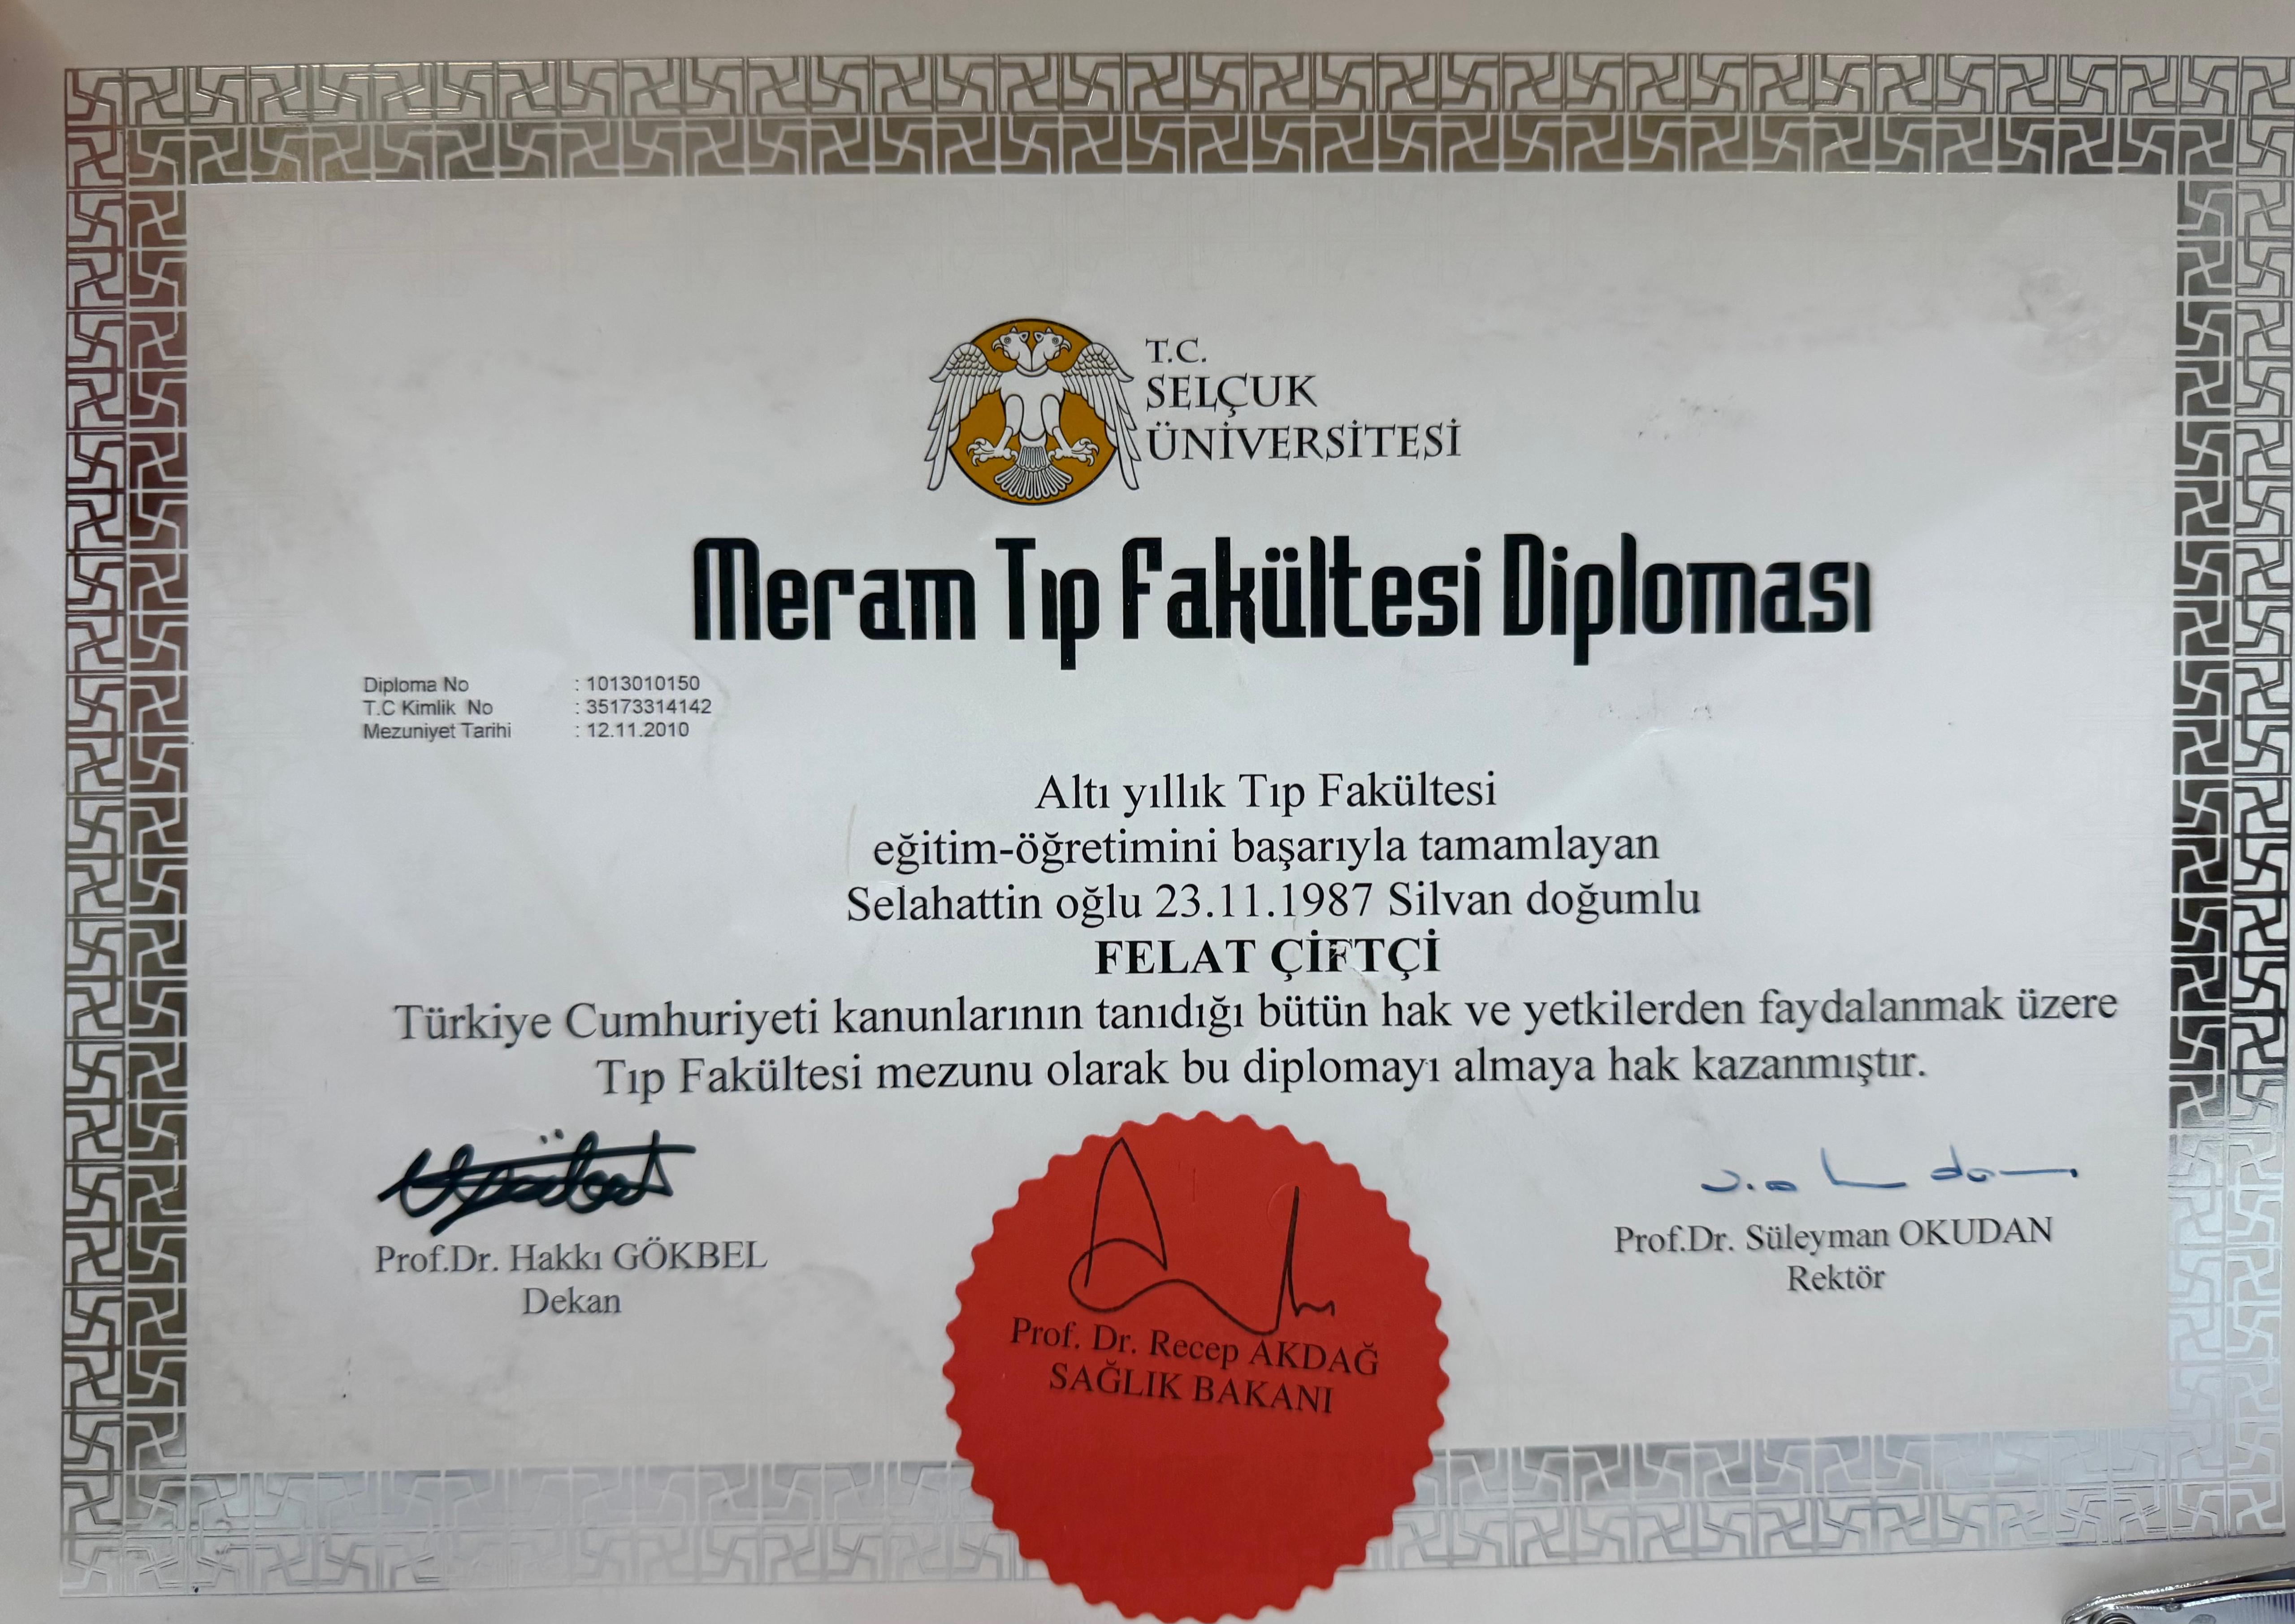 T.C.
SELÇUK
ÜNİVERSİTESİ
Meram Tıp Fakültesi Diploması
Diploma No : 1013010150
T.C Kimlik No : 35173314142
Mezuniyet Tarihi : 12.11.2010
Altı yıllık Tıp Fakültesi
eğitim-öğretimini başarıyla tamamlayan
Selahattin oğlu 23.11.1987 Silvan doğumlu
FELAT ÇİFTÇİ
Türkiye Cumhuriyeti kanunlarının tanıdığı bütün hak ve yetkilerden faydalanmak üzere
Tıp Fakültesi mezunu olarak bu diplomayı almaya hak kazanmıştır.
Prof.Dr. Hakkı GÖKBEL
Dekan
Prof. Dr. Recep AKDAĞ
SAĞLIK BAKANI
Prof.Dr. Süleyman OKUDAN
Rektör